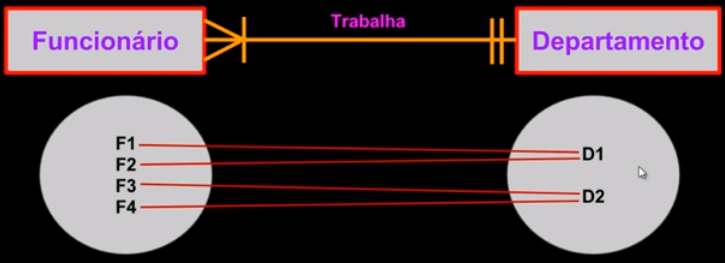 Trabalha
Funcionário
Departamento
F1
F2
F3
F4
D1
D2